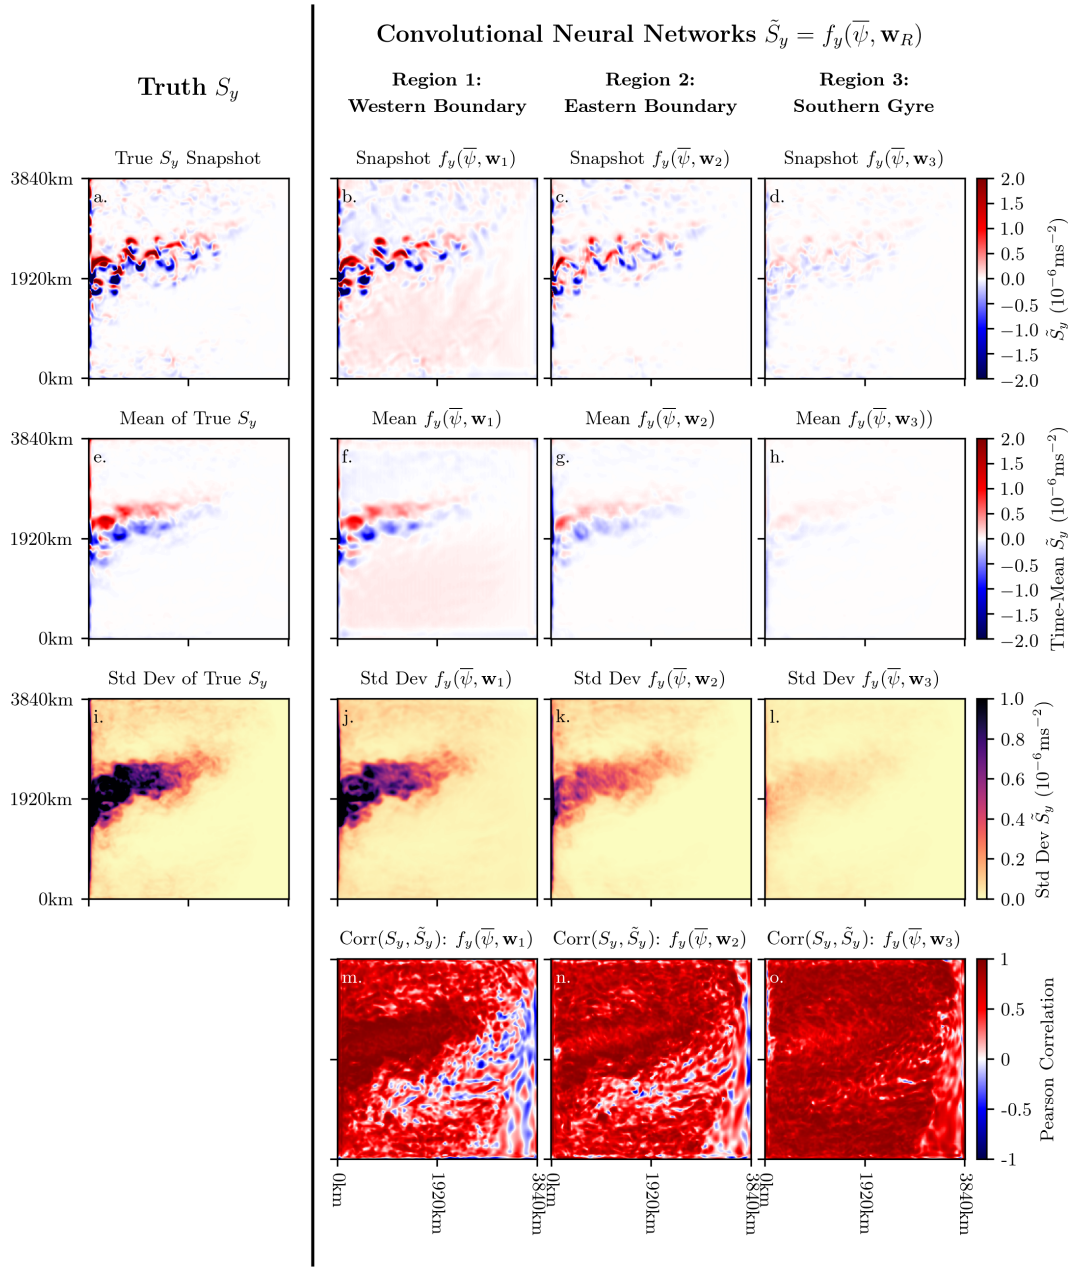 Convolutional Neural Networks $\tilde{S}_y = f_y(\overline{\psi}, \mathbf{w}_R)$
Truth $S_y$
Region 1:
Western Boundary
Region 2:
Eastern Boundary
Region 3:
Southern Gyre
True $S_y$ Snapshot
Snapshot $f_y(\overline{\psi}, \mathbf{w}_1)$
Snapshot $f_y(\overline{\psi}, \mathbf{w}_2)$
Snapshot $f_y(\overline{\psi}, \mathbf{w}_3)$
3840km
1920km
0km
a.
b.
c.
d.
2.0
1.5
1.0
0.5
0.0
−0.5
−1.0
−1.5
−2.0
$\tilde{S}_y$ ($10^{-6}$ms$^{-2}$)
Mean of True $S_y$
Mean $f_y(\overline{\psi}, \mathbf{w}_1)$
Mean $f_y(\overline{\psi}, \mathbf{w}_2)$
Mean $f_y(\overline{\psi}, \mathbf{w}_3)$)
3840km
1920km
0km
e.
f.
g.
h.
2.0
1.5
1.0
0.5
0.0
−0.5
−1.0
−1.5
−2.0
Time-Mean $\tilde{S}_y$ ($10^{-6}$ms$^{-2}$)
Std Dev of True $S_y$
Std Dev $f_y(\overline{\psi}, \mathbf{w}_1)$
Std Dev $f_y(\overline{\psi}, \mathbf{w}_2)$
Std Dev $f_y(\overline{\psi}, \mathbf{w}_3)$
3840km
1920km
0km
i.
j.
k.
l.
1.0
0.8
0.6
0.4
0.2
0.0
Std Dev $\tilde{S}_y$ ($10^{-6}$ms$^{-2}$)
Corr($S_y, \tilde{S}_y$): $f_y(\overline{\psi}, \mathbf{w}_1)$
Corr($S_y, \tilde{S}_y$): $f_y(\overline{\psi}, \mathbf{w}_2)$
Corr($S_y, \tilde{S}_y$): $f_y(\overline{\psi}, \mathbf{w}_3)$
m.
n.
o.
1
0.5
0
-0.5
-1
Pearson Correlation
0km
1920km
3840km
0km
1920km
3840km
0km
1920km
3840km